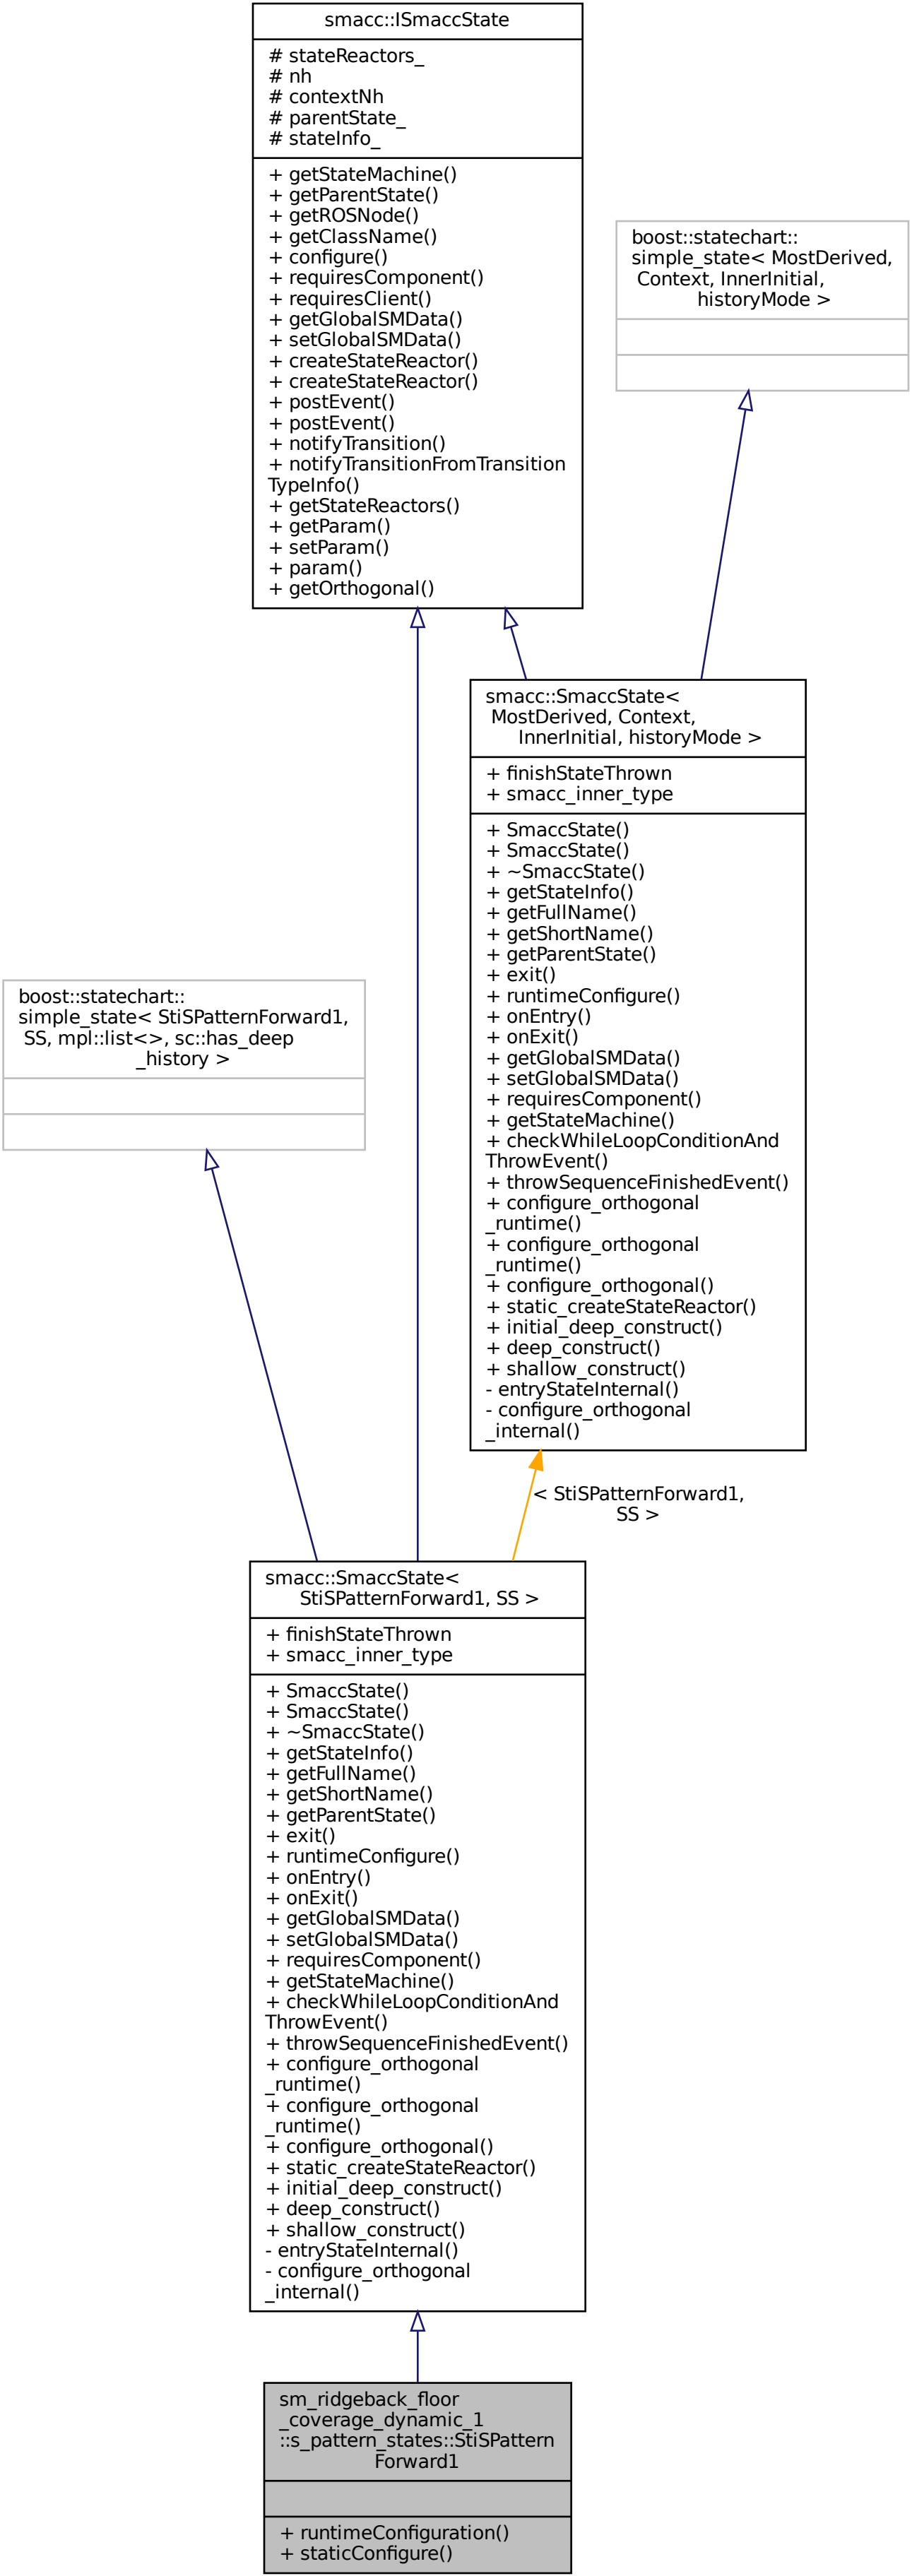 smacc::ISmaccState
# stateReactors_
# nh
# contextNh
# parentState_
# stateInfo_
+ getStateMachine()
+ getParentState()
+ getROSNode()
+ getClassName()
+ configure()
+ requiresComponent()
+ requiresClient()
+ getGlobalSMData()
+ setGlobalSMData()
+ createStateReactor()
+ createStateReactor()
+ postEvent()
+ postEvent()
+ notifyTransition()
+ notifyTransitionFromTransition
TypeInfo()
+ getStateReactors()
+ getParam()
+ setParam()
+ param()
+ getOrthogonal()
boost::statechart::
simple_state< MostDerived,
Context, InnerInitial,
historyMode >
smacc::SmaccState<
MostDerived, Context,
InnerInitial, historyMode >
+ finishStateThrown
+ smacc_inner_type
+ SmaccState()
+ SmaccState()
+ ~SmaccState()
+ getStateInfo()
+ getFullName()
+ getShortName()
+ getParentState()
+ exit()
+ runtimeConfigure()
+ onEntry()
+ onExit()
+ getGlobalSMData()
+ setGlobalSMData()
+ requiresComponent()
+ getStateMachine()
+ checkWhileLoopConditionAnd
ThrowEvent()
+ throwSequenceFinishedEvent()
+ configure_orthogonal
_runtime()
+ configure_orthogonal
_runtime()
+ configure_orthogonal()
+ static_createStateReactor()
+ initial_deep_construct()
+ deep_construct()
+ shallow_construct()
- entryStateInternal()
- configure_orthogonal
_internal()
boost::statechart::
simple_state< StiSPatternForward1,
SS, mpl::list<>, sc::has_deep
_history >
< StiSPatternForward1,
SS >
smacc::SmaccState<
StiSPatternForward1, SS >
+ finishStateThrown
+ smacc_inner_type
+ SmaccState()
+ SmaccState()
+ ~SmaccState()
+ getStateInfo()
+ getFullName()
+ getShortName()
+ getParentState()
+ exit()
+ runtimeConfigure()
+ onEntry()
+ onExit()
+ getGlobalSMData()
+ setGlobalSMData()
+ requiresComponent()
+ getStateMachine()
+ checkWhileLoopConditionAnd
ThrowEvent()
+ throwSequenceFinishedEvent()
+ configure_orthogonal
_runtime()
+ configure_orthogonal
_runtime()
+ configure_orthogonal()
+ static_createStateReactor()
+ initial_deep_construct()
+ deep_construct()
+ shallow_construct()
- entryStateInternal()
- configure_orthogonal
_internal()
sm_ridgeback_floor
_coverage_dynamic_1
::s_pattern_states::StiSPattern
Forward1
+ runtimeConfiguration()
+ staticConfigure()